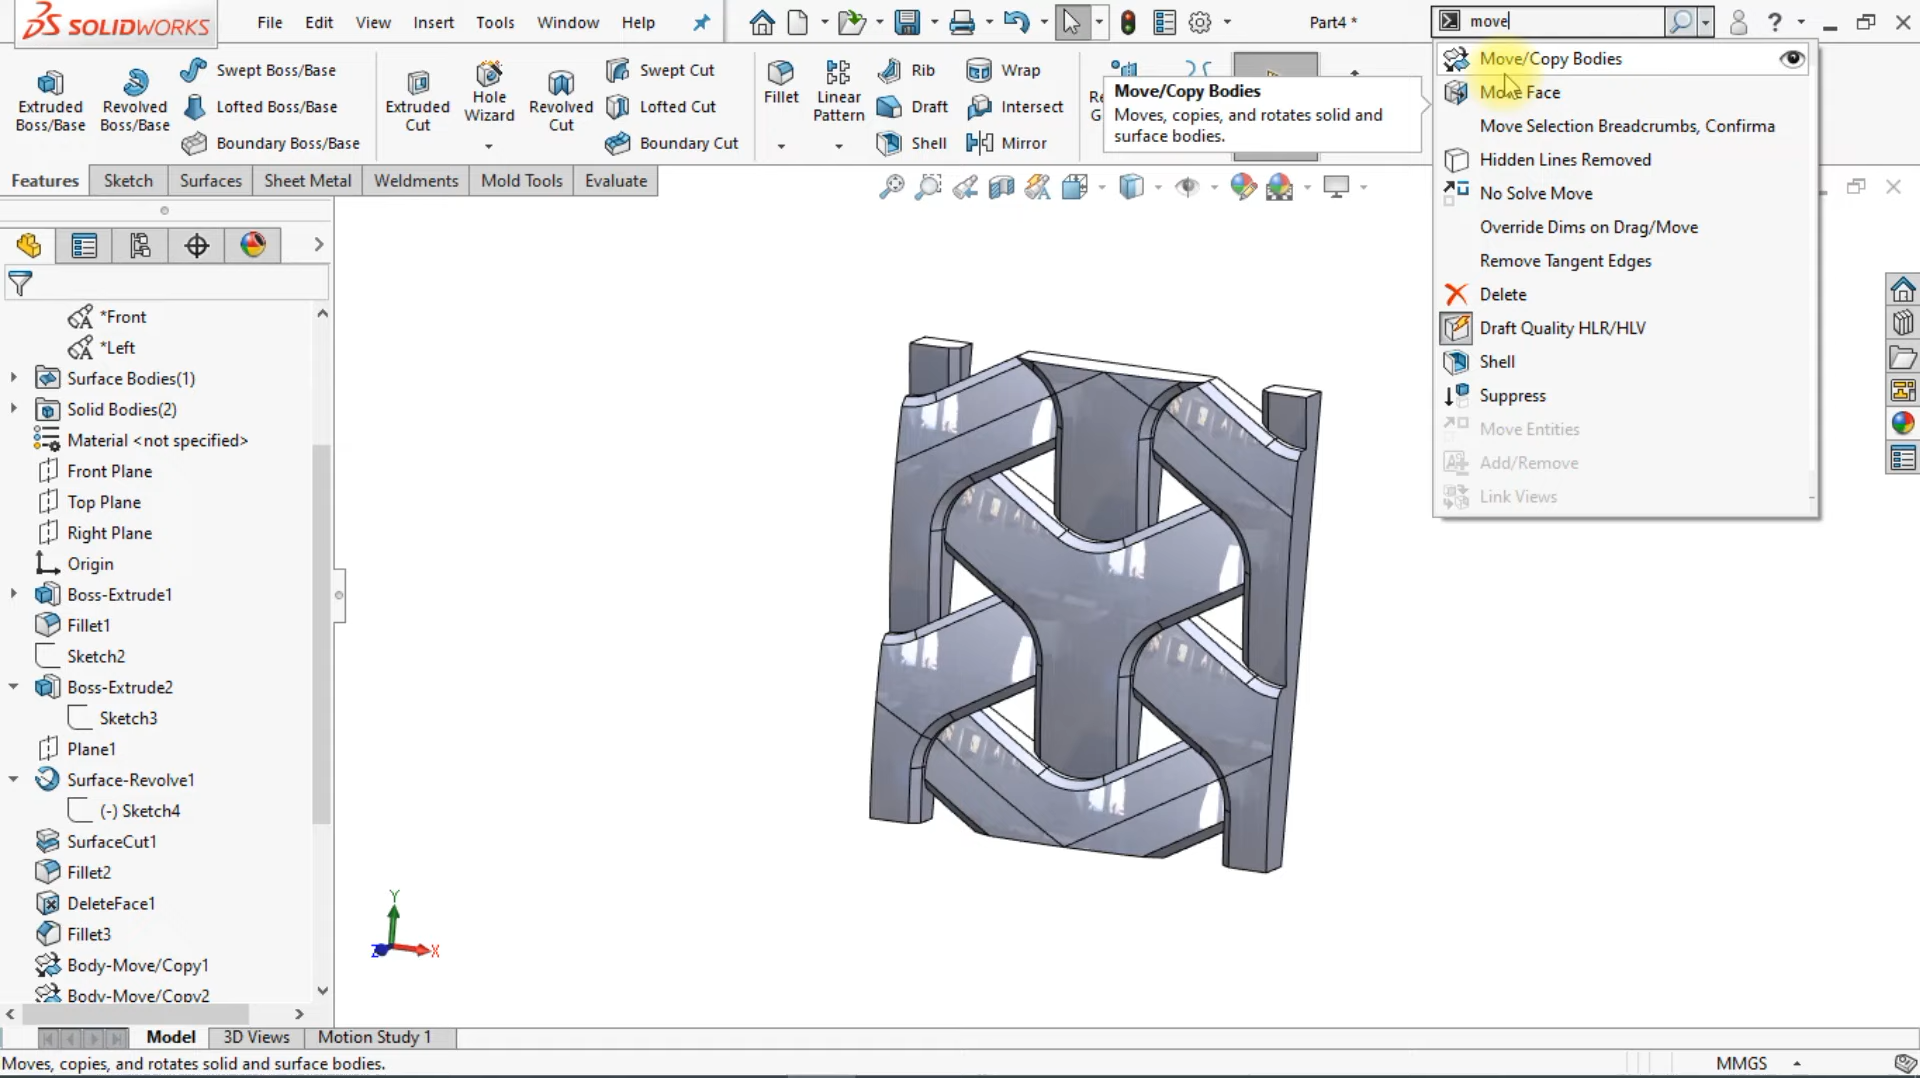 SOLIDWORKS
File Edit View Insert Tools Window Help
Part4 *
move
Extruded
Boss/Base
Revolved
Boss/Base
Swept Boss/Base
Lofted Boss/Base
Boundary Boss/Base
Extruded
Cut
Hole
Wizard
Revolved
Cut
Swept Cut
Lofted Cut
Boundary Cut
Fillet
Linear
Pattern
Rib
Draft
Shell
Wrap
Intersect
Mirror
Move/Copy Bodies
Moves, copies, and rotates solid and
surface bodies.
Move/Copy Bodies
Move Face
Move Selection Breadcrumbs, Confirma
Hidden Lines Removed
No Solve Move
Override Dims on Drag/Move
Remove Tangent Edges
Delete
Draft Quality HLR/HLV
Shell
Suppress
Move Entities
Add/Remove
Link Views
Features Sketch Surfaces Sheet Metal Weldments Mold Tools Evaluate
*Front
*Left
Surface Bodies(1)
Solid Bodies(2)
Material <not specified>
Front Plane
Top Plane
Right Plane
Origin
Boss-Extrude1
Fillet1
Sketch2
Boss-Extrude2
Sketch3
Plane1
Surface-Revolve1
(-) Sketch4
SurfaceCut1
Fillet2
DeleteFace1
Fillet3
Body-Move/Copy1
Body-Move/Copy2
Y
Z
X
Model 3D Views Motion Study 1
Moves, copies, and rotates solid and surface bodies.
MMGS